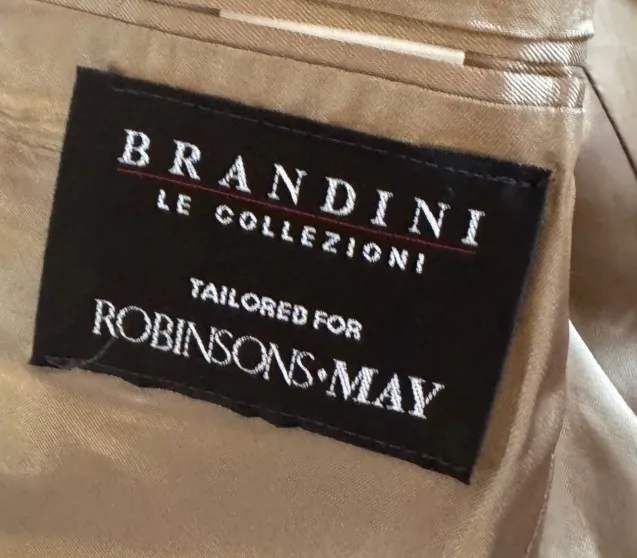 BRANDINI
LE COLLEZIONI
TAILORED FOR
ROBINSONS·MAY